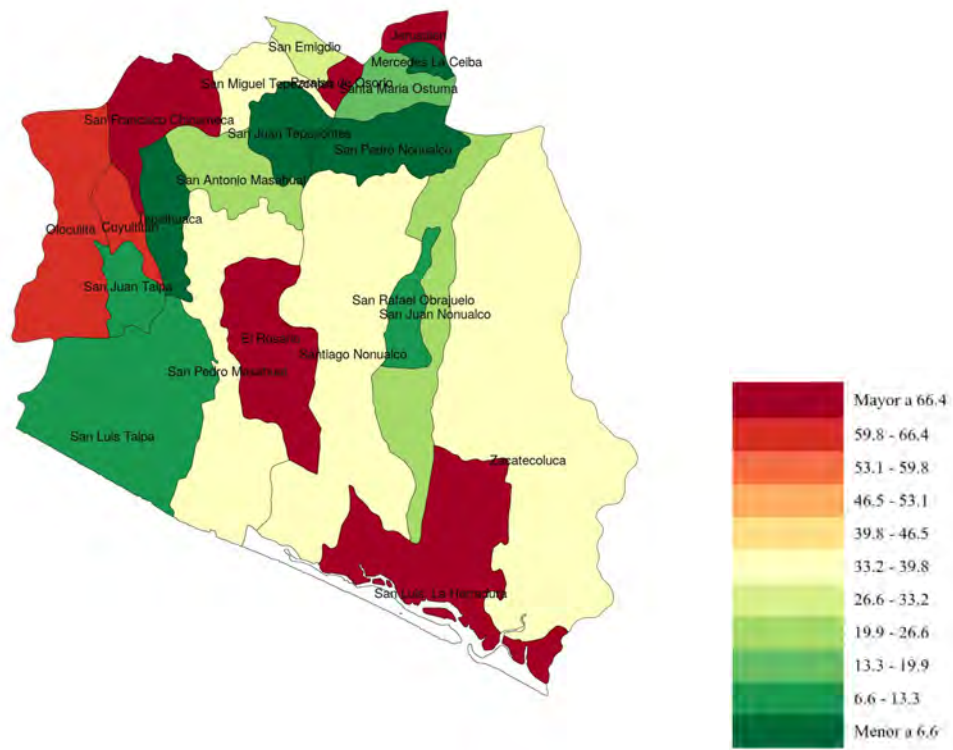 San Emigdio
Jerusalen
Mercedes La Ceiba
San Miguel Tepezontes
Paraiso de Osorio
Santa Maria Ostuma
San Francisco Chinameca
San Juan Tepezontes
San Pedro Nonualco
San Antonio Masahuat
Tapalhuaca
Cuyultitan
Olocuilta
San Juan Talpa
San Rafael Obrajuelo
San Juan Nonualco
El Rosario
Santiago Nonualco
San Pedro Masahuat
San Luis Talpa
Zacatecoluca
San Luis La Herradura
Mayor a 66.4
59.8 - 66.4
53.1 - 59.8
46.5 - 53.1
39.8 - 46.5
33.2 - 39.8
26.6 - 33.2
19.9 - 26.6
13.3 - 19.9
6.6 - 13.3
Menor a 6.6